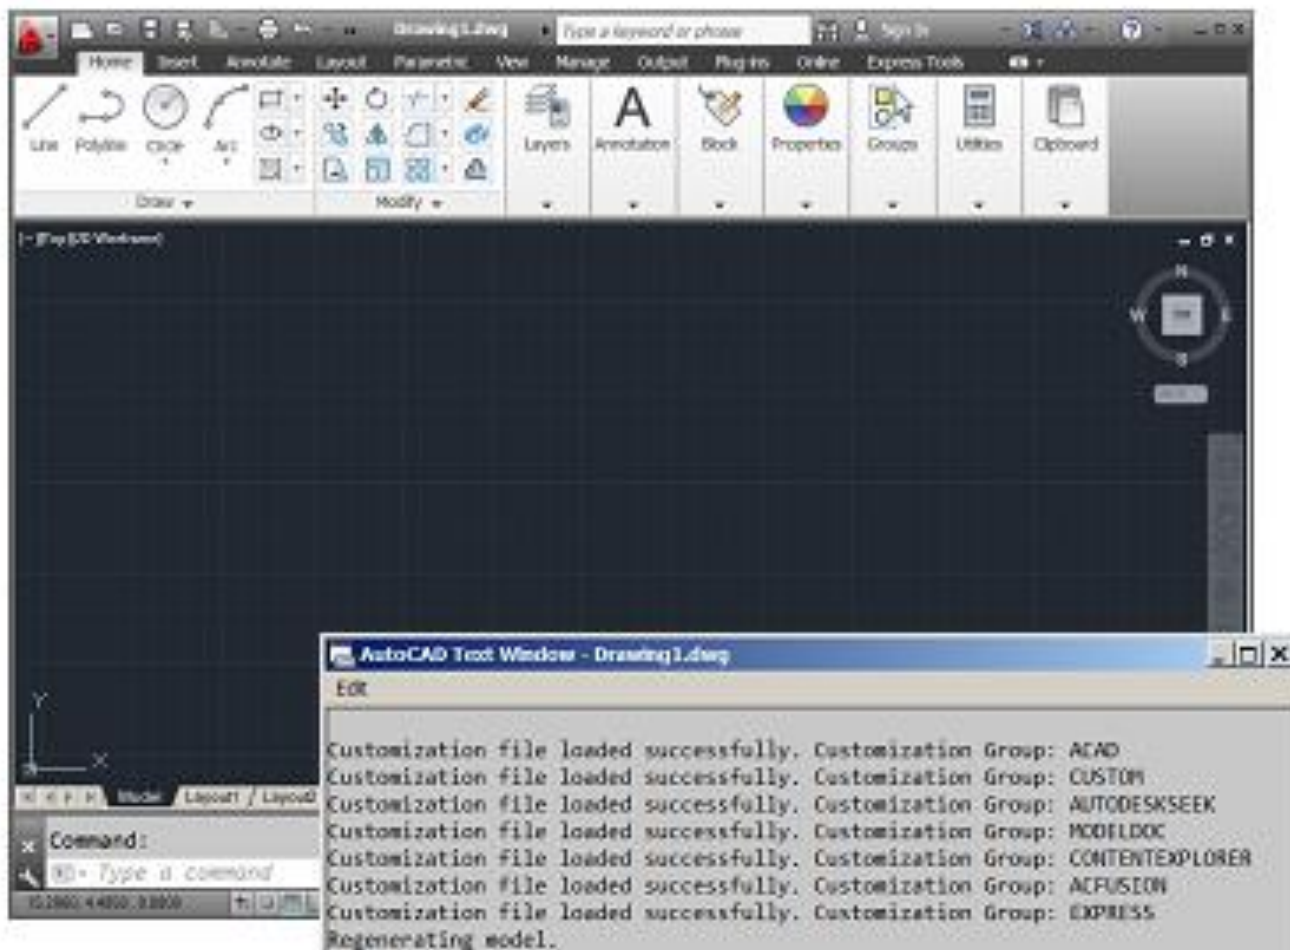 Drawing1.dwg Type a keyword or phrase Sign In
Home Insert Annotate Layout Parametric View Manage Output Plug-ins Online Express Tools
Line Polyline Circle Arc Layers Annotation Block Properties Groups Utilities Clipboard
Draw Modify
[-][Top][2D Wireframe]
N
W E
S
Y
X
AutoCAD Text Window - Drawing1.dwg
Edit
Customization file loaded successfully. Customization Group: ACAD
Customization file loaded successfully. Customization Group: CUSTOM
Customization file loaded successfully. Customization Group: AUTODESKSEEK
Customization file loaded successfully. Customization Group: MODELDOC
Customization file loaded successfully. Customization Group: CONTENTEXPLORER
Customization file loaded successfully. Customization Group: ACFUSION
Customization file loaded successfully. Customization Group: EXPRESS
Regenerating model.
Model Layout1 / Layout2
Command:
Type a command